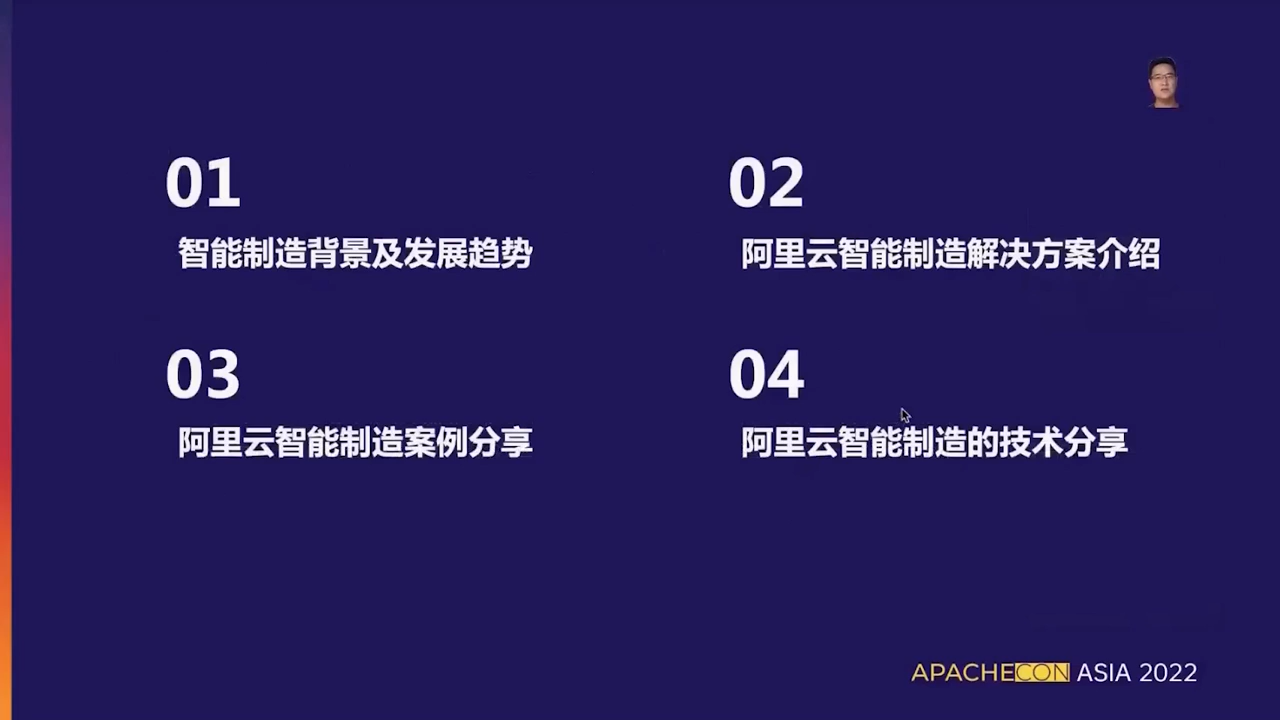 01
智能制造背景及发展趋势
02
阿里云智能制造解决方案介绍
03
阿里云智能制造案例分享
04
阿里云智能制造的技术分享
APACHECON ASIA 2022